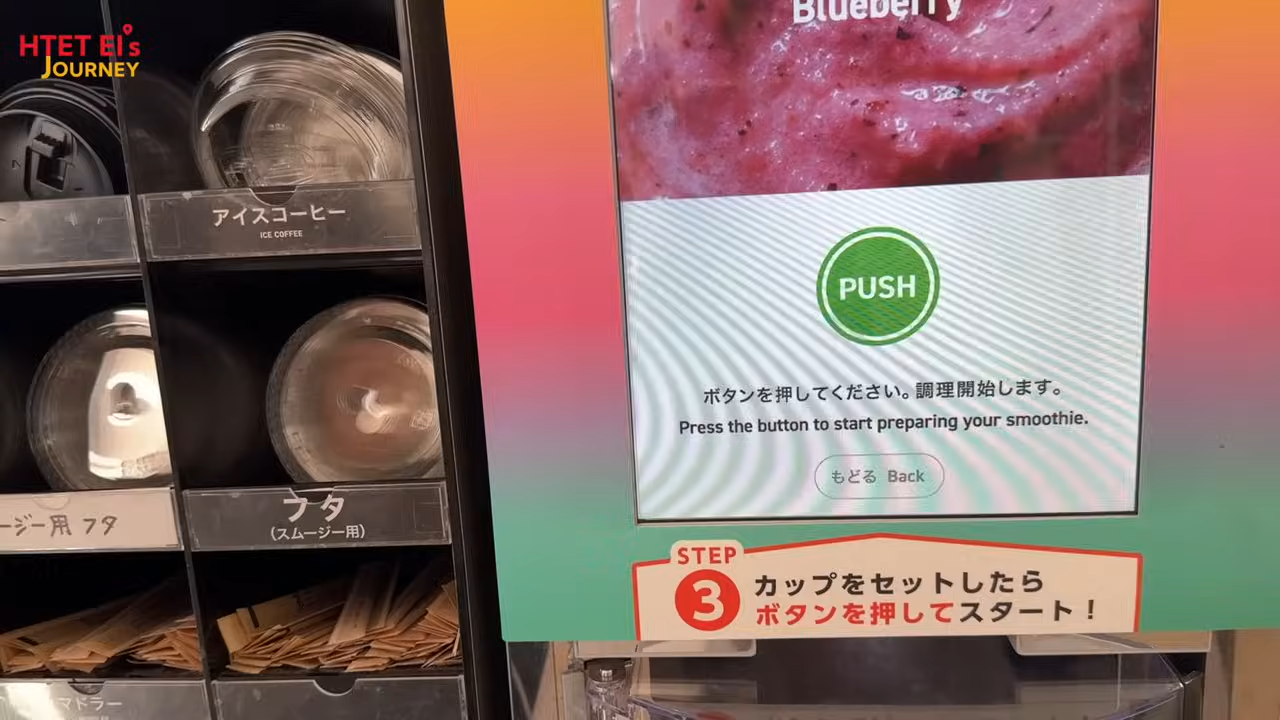 HTET EI's
JOURNEY
Blueberry
アイスコーヒー
ICE COFFEE
PUSH
ボタンを押してください。調理開始します。
Press the button to start preparing your smoothie.
もどる Back
ージー用 フタ
フタ
(スムージー用)
STEP
3
カップをセットしたら
ボタンを押してスタート!
マドラー